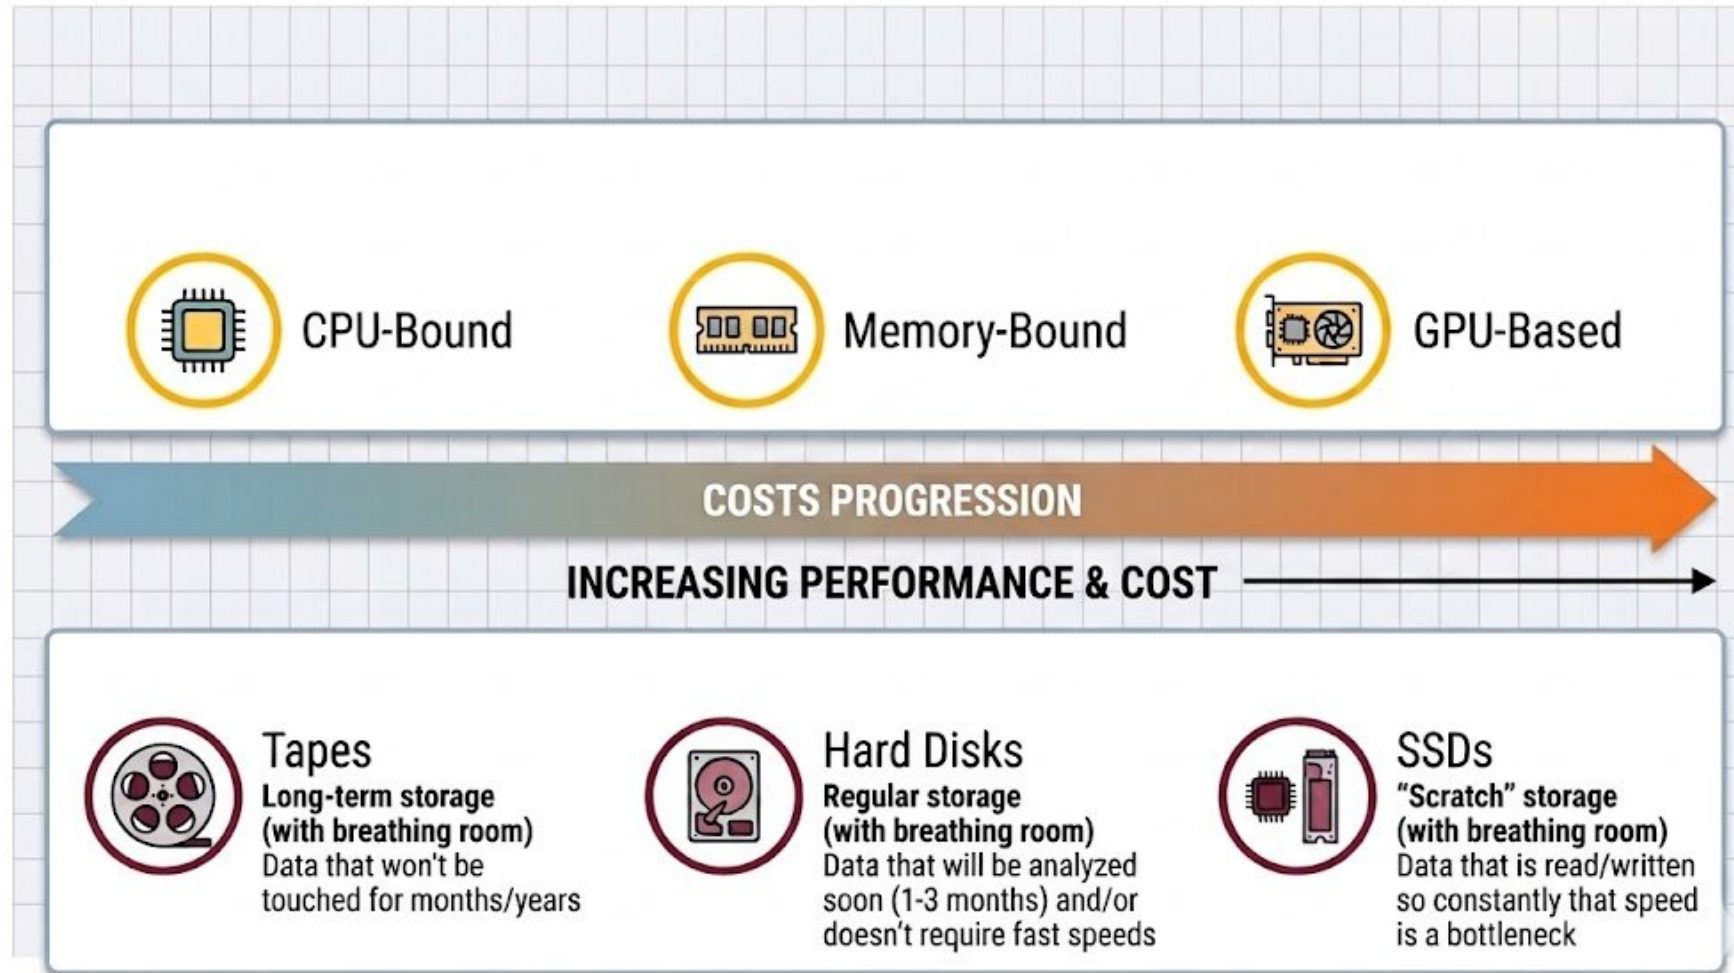 CPU-Bound
Memory-Bound
GPU-Based
COSTS PROGRESSION
INCREASING PERFORMANCE & COST
Tapes
Long-term storage
(with breathing room)
Data that won't be
touched for months/years
Hard Disks
Regular storage
(with breathing room)
Data that will be analyzed
soon (1-3 months) and/or
doesn't require fast speeds
SSDs
“Scratch” storage
(with breathing room)
Data that is read/written
so constantly that speed
is a bottleneck